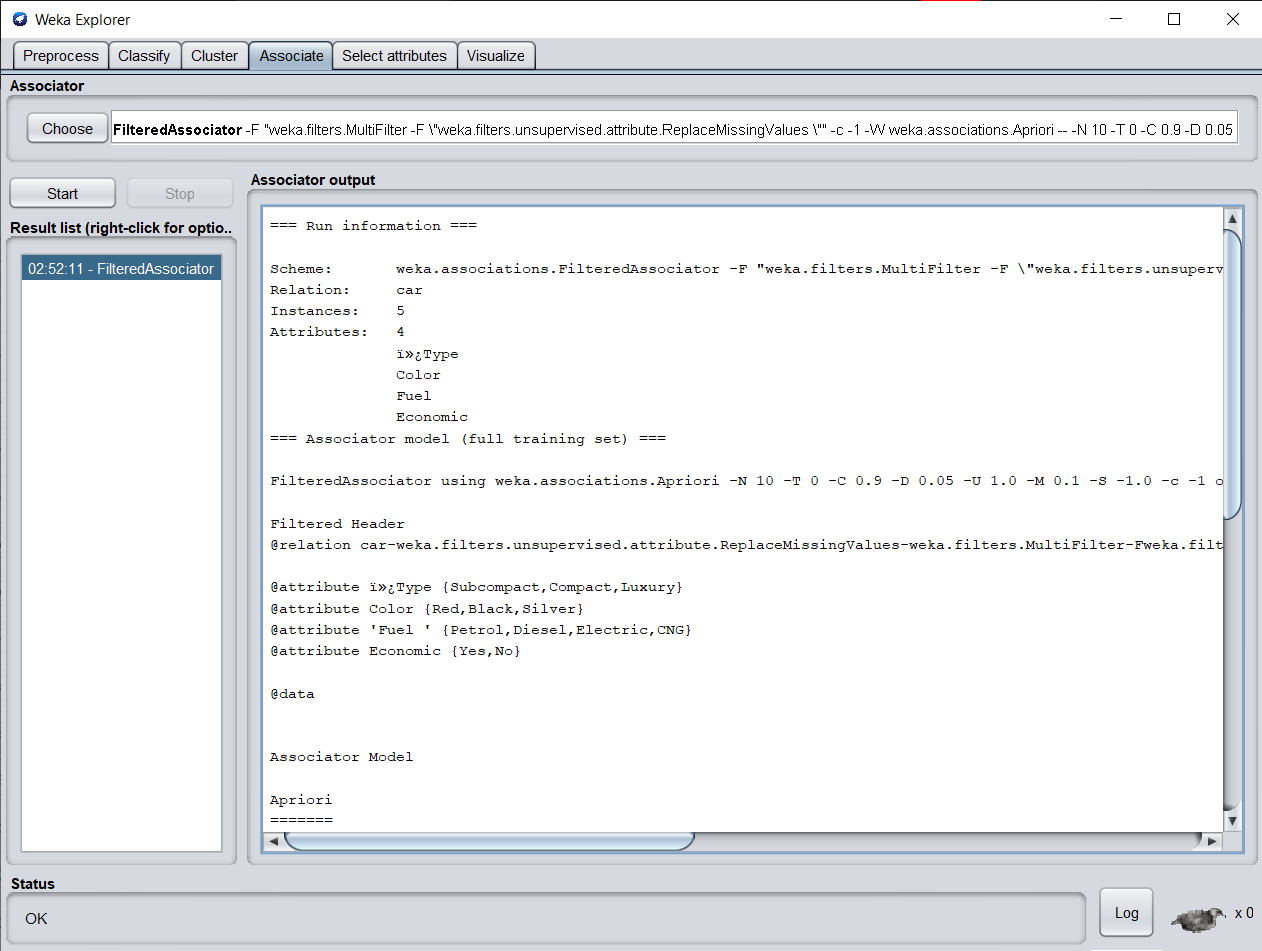 Weka Explorer
Preprocess Classify Cluster Associate Select attributes Visualize
Associator
Choose FilteredAssociator -F "weka.filters.MultiFilter -F \"weka.filters.unsupervised.attribute.ReplaceMissingValues \"" -c -1 -W weka.associations.Apriori -- -N 10 -T 0 -C 0.9 -D 0.05
Start Stop
Result list (right-click for optio..
02:52:11 - FilteredAssociator
Associator output
=== Run information ===
Scheme: weka.associations.FilteredAssociator -F "weka.filters.MultiFilter -F \"weka.filters.unsuperv
Relation: car
Instances: 5
Attributes: 4
ï»¿Type
Color
Fuel
Economic
=== Associator model (full training set) ===
FilteredAssociator using weka.associations.Apriori -N 10 -T 0 -C 0.9 -D 0.05 -U 1.0 -M 0.1 -S -1.0 -c -1 o
Filtered Header
@relation car-weka.filters.unsupervised.attribute.ReplaceMissingValues-weka.filters.MultiFilter-Fweka.filt
@attribute ï»¿Type {Subcompact,Compact,Luxury}
@attribute Color {Red,Black,Silver}
@attribute 'Fuel ' {Petrol,Diesel,Electric,CNG}
@attribute Economic {Yes,No}
@data
Associator Model
Apriori
=======
Status
OK
Log
x 0